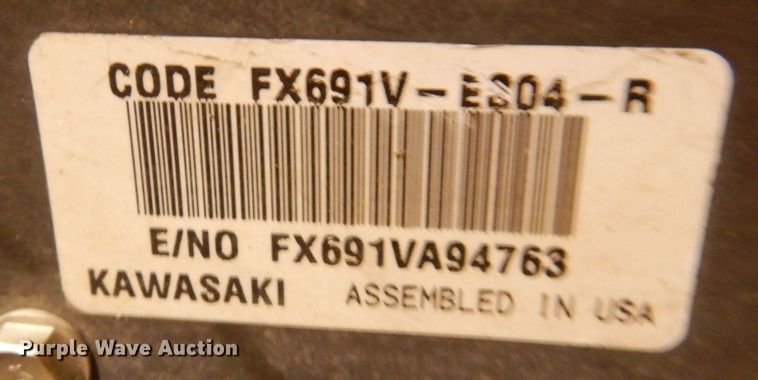 CODE FX691V-ES04-R
E/NO FX691VA94763
KAWASAKI ASSEMBLED IN USA
Purple Wave Auction